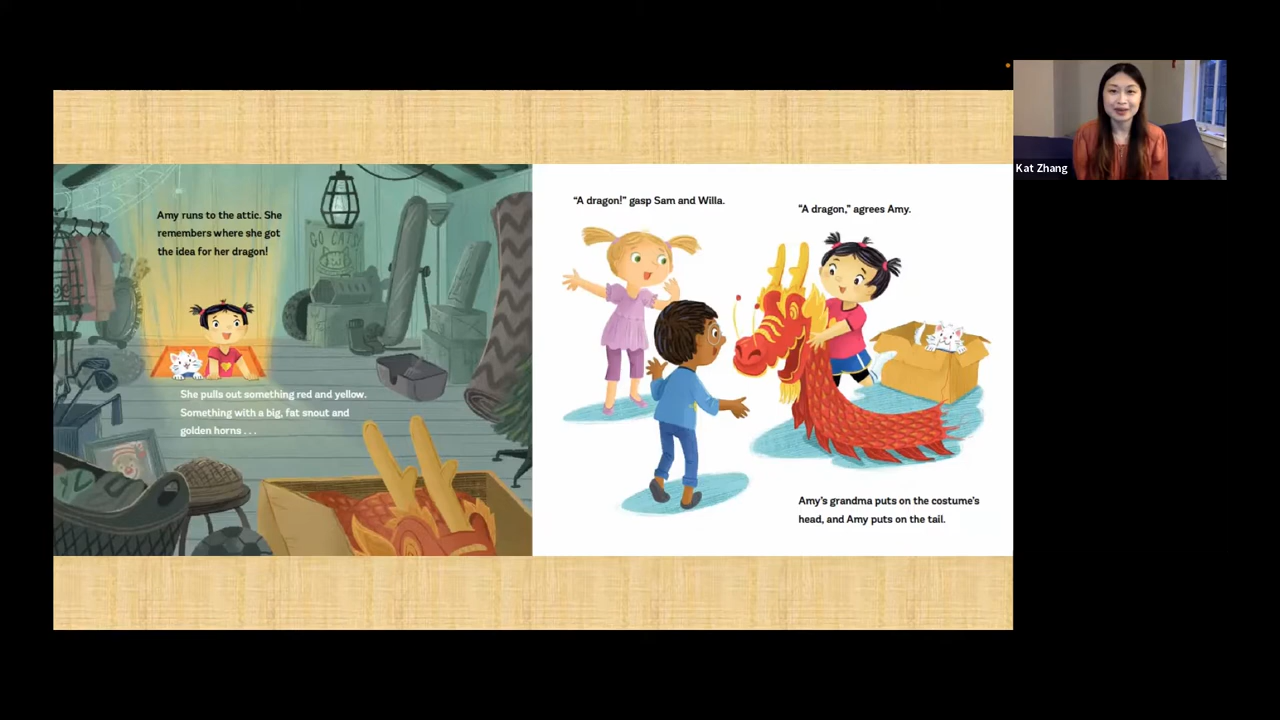 Amy runs to the attic. She
remembers where she got
the idea for her dragon!
GO CATS
She pulls out something red and yellow.
Something with a big, fat snout and
golden horns . . .
“A dragon!” gasp Sam and Willa.
“A dragon,” agrees Amy.
Amy’s grandma puts on the costume’s
head, and Amy puts on the tail.
Kat Zhang